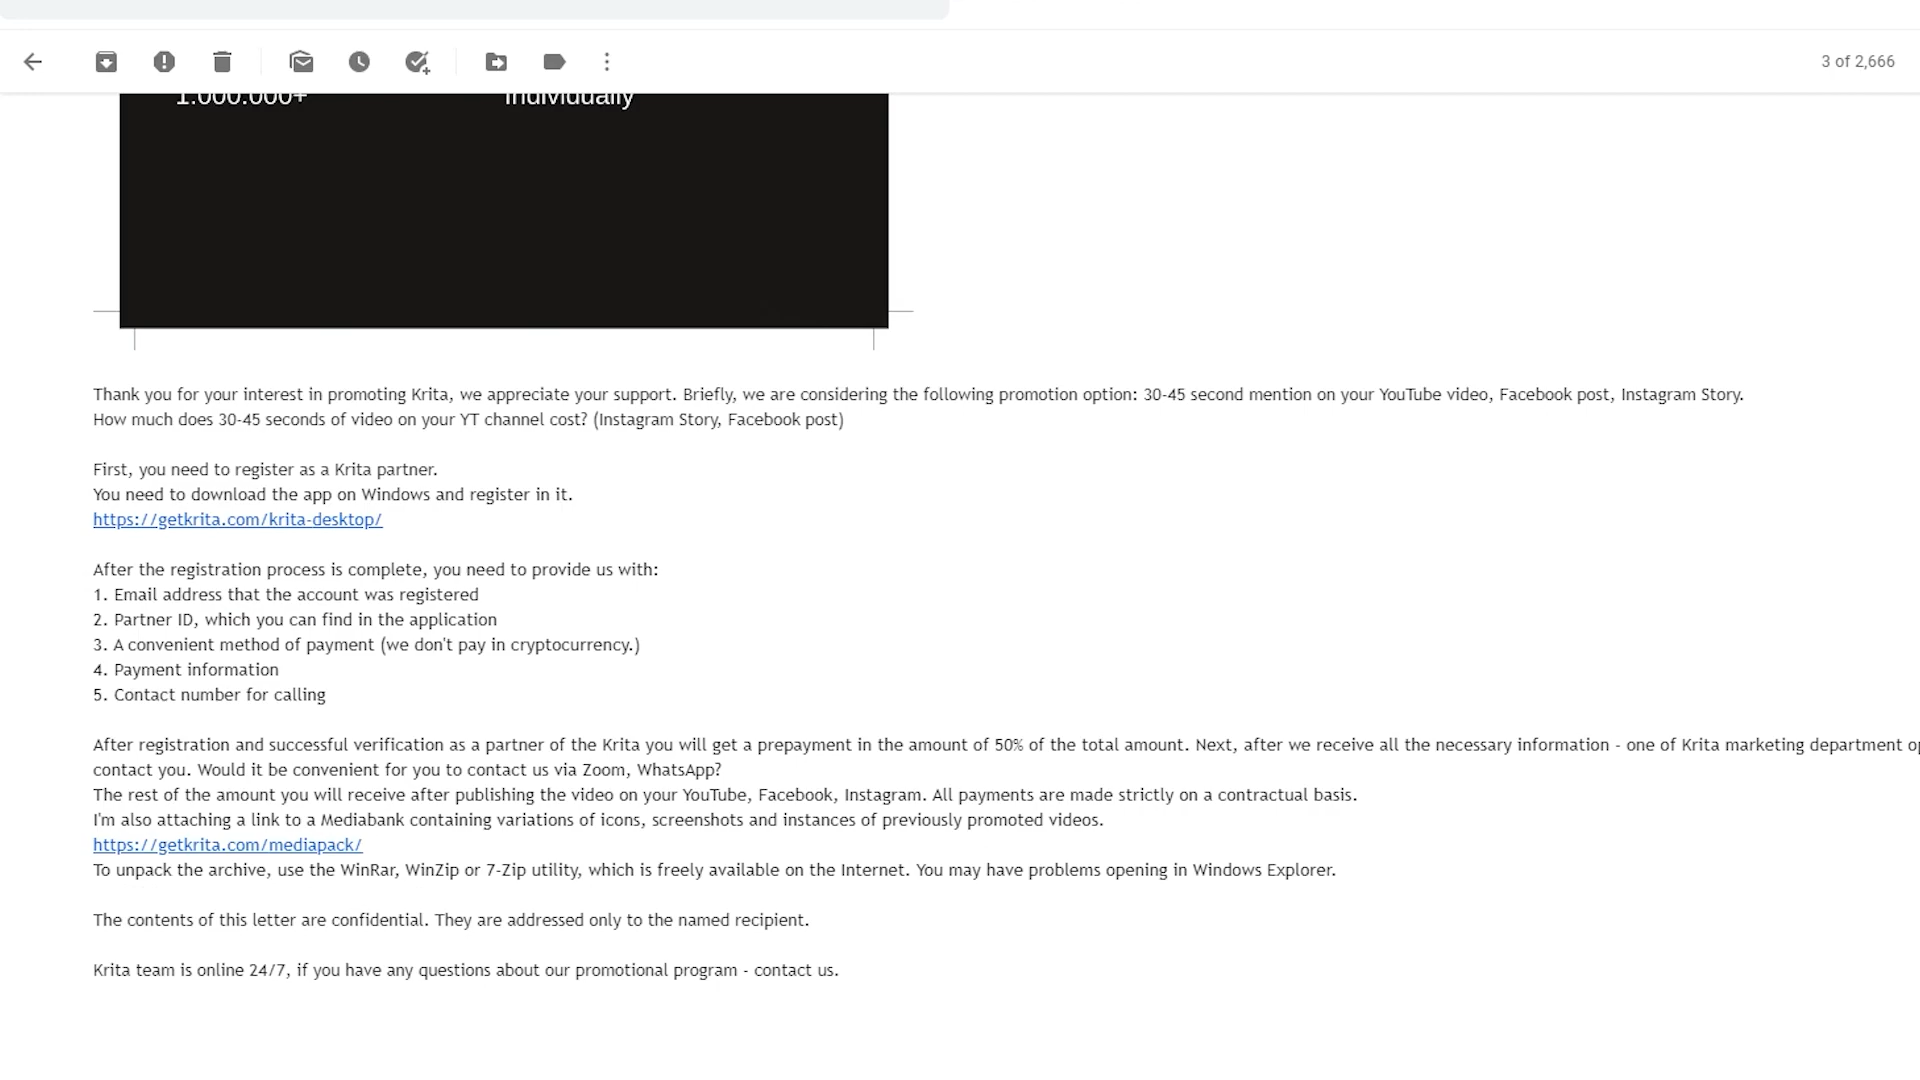 3 of 2,666
1.000.000+ Individually
Thank you for your interest in promoting Krita, we appreciate your support. Briefly, we are considering the following promotion option: 30-45 second mention on your YouTube video, Facebook post, Instagram Story.
How much does 30-45 seconds of video on your YT channel cost? (Instagram Story, Facebook post)
First, you need to register as a Krita partner.
You need to download the app on Windows and register in it.
https://getkrita.com/krita-desktop/
After the registration process is complete, you need to provide us with:
1. Email address that the account was registered
2. Partner ID, which you can find in the application
3. A convenient method of payment (we don't pay in cryptocurrency.)
4. Payment information
5. Contact number for calling
After registration and successful verification as a partner of the Krita you will get a prepayment in the amount of 50% of the total amount. Next, after we receive all the necessary information - one of Krita marketing department
contact you. Would it be convenient for you to contact us via Zoom, WhatsApp?
The rest of the amount you will receive after publishing the video on your YouTube, Facebook, Instagram. All payments are made strictly on a contractual basis.
I'm also attaching a link to a Mediabank containing variations of icons, screenshots and instances of previously promoted videos.
https://getkrita.com/mediapack/
To unpack the archive, use the WinRar, WinZip or 7-Zip utility, which is freely available on the Internet. You may have problems opening in Windows Explorer.
The contents of this letter are confidential. They are addressed only to the named recipient.
Krita team is online 24/7, if you have any questions about our promotional program - contact us.